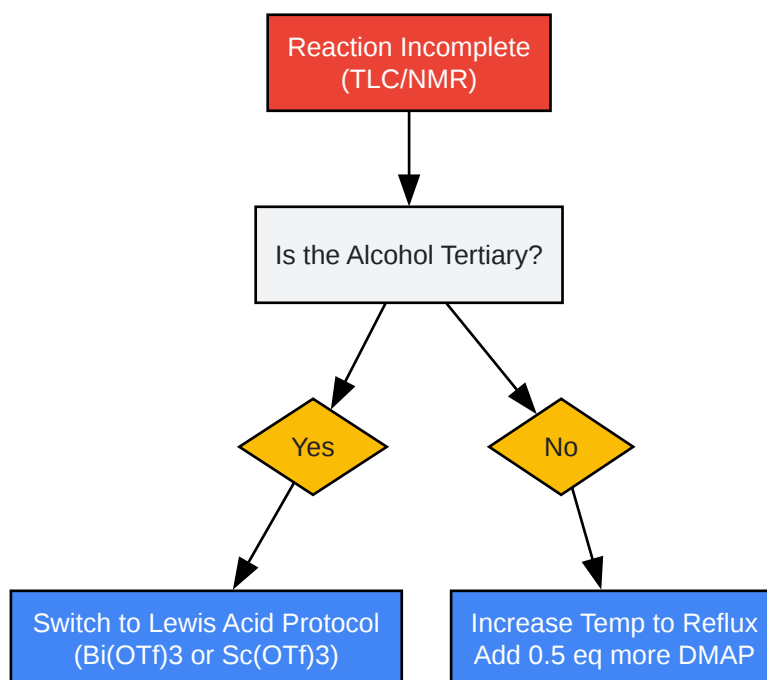 Reaction Incomplete
(TLC/NMR)
Is the Alcohol Tertiary?
Yes
No
Switch to Lewis Acid Protocol
(Bi(OTf)3 or Sc(OTf)3)
Increase Temp to Reflux
Add 0.5 eq more DMAP